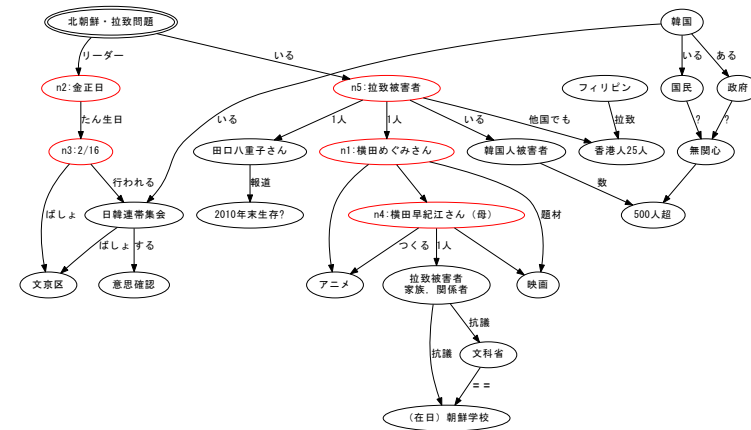 北朝鮮・拉致問題
韓国
リーダー
いる
いる
ある
n2:金正日
n5:拉致被害者
フィリピン
国民
政府
たん生日
いる
1人
1人
いる
他国でも
拉致
?
?
n3:2/16
田口八重子さん
n1:横田めぐみさん
韓国人被害者
香港人25人
無関心
行われる
報道
数
ばしょ
日韓連帯集会
2010年末生存?
n4:横田早紀江さん（母）
題材
500人超
ばしょ
する
つくる
1人
文京区
意思確認
アニメ
拉致被害者
家族，関係者
映画
抗議
抗議
文科省
==
（在日）朝鮮学校